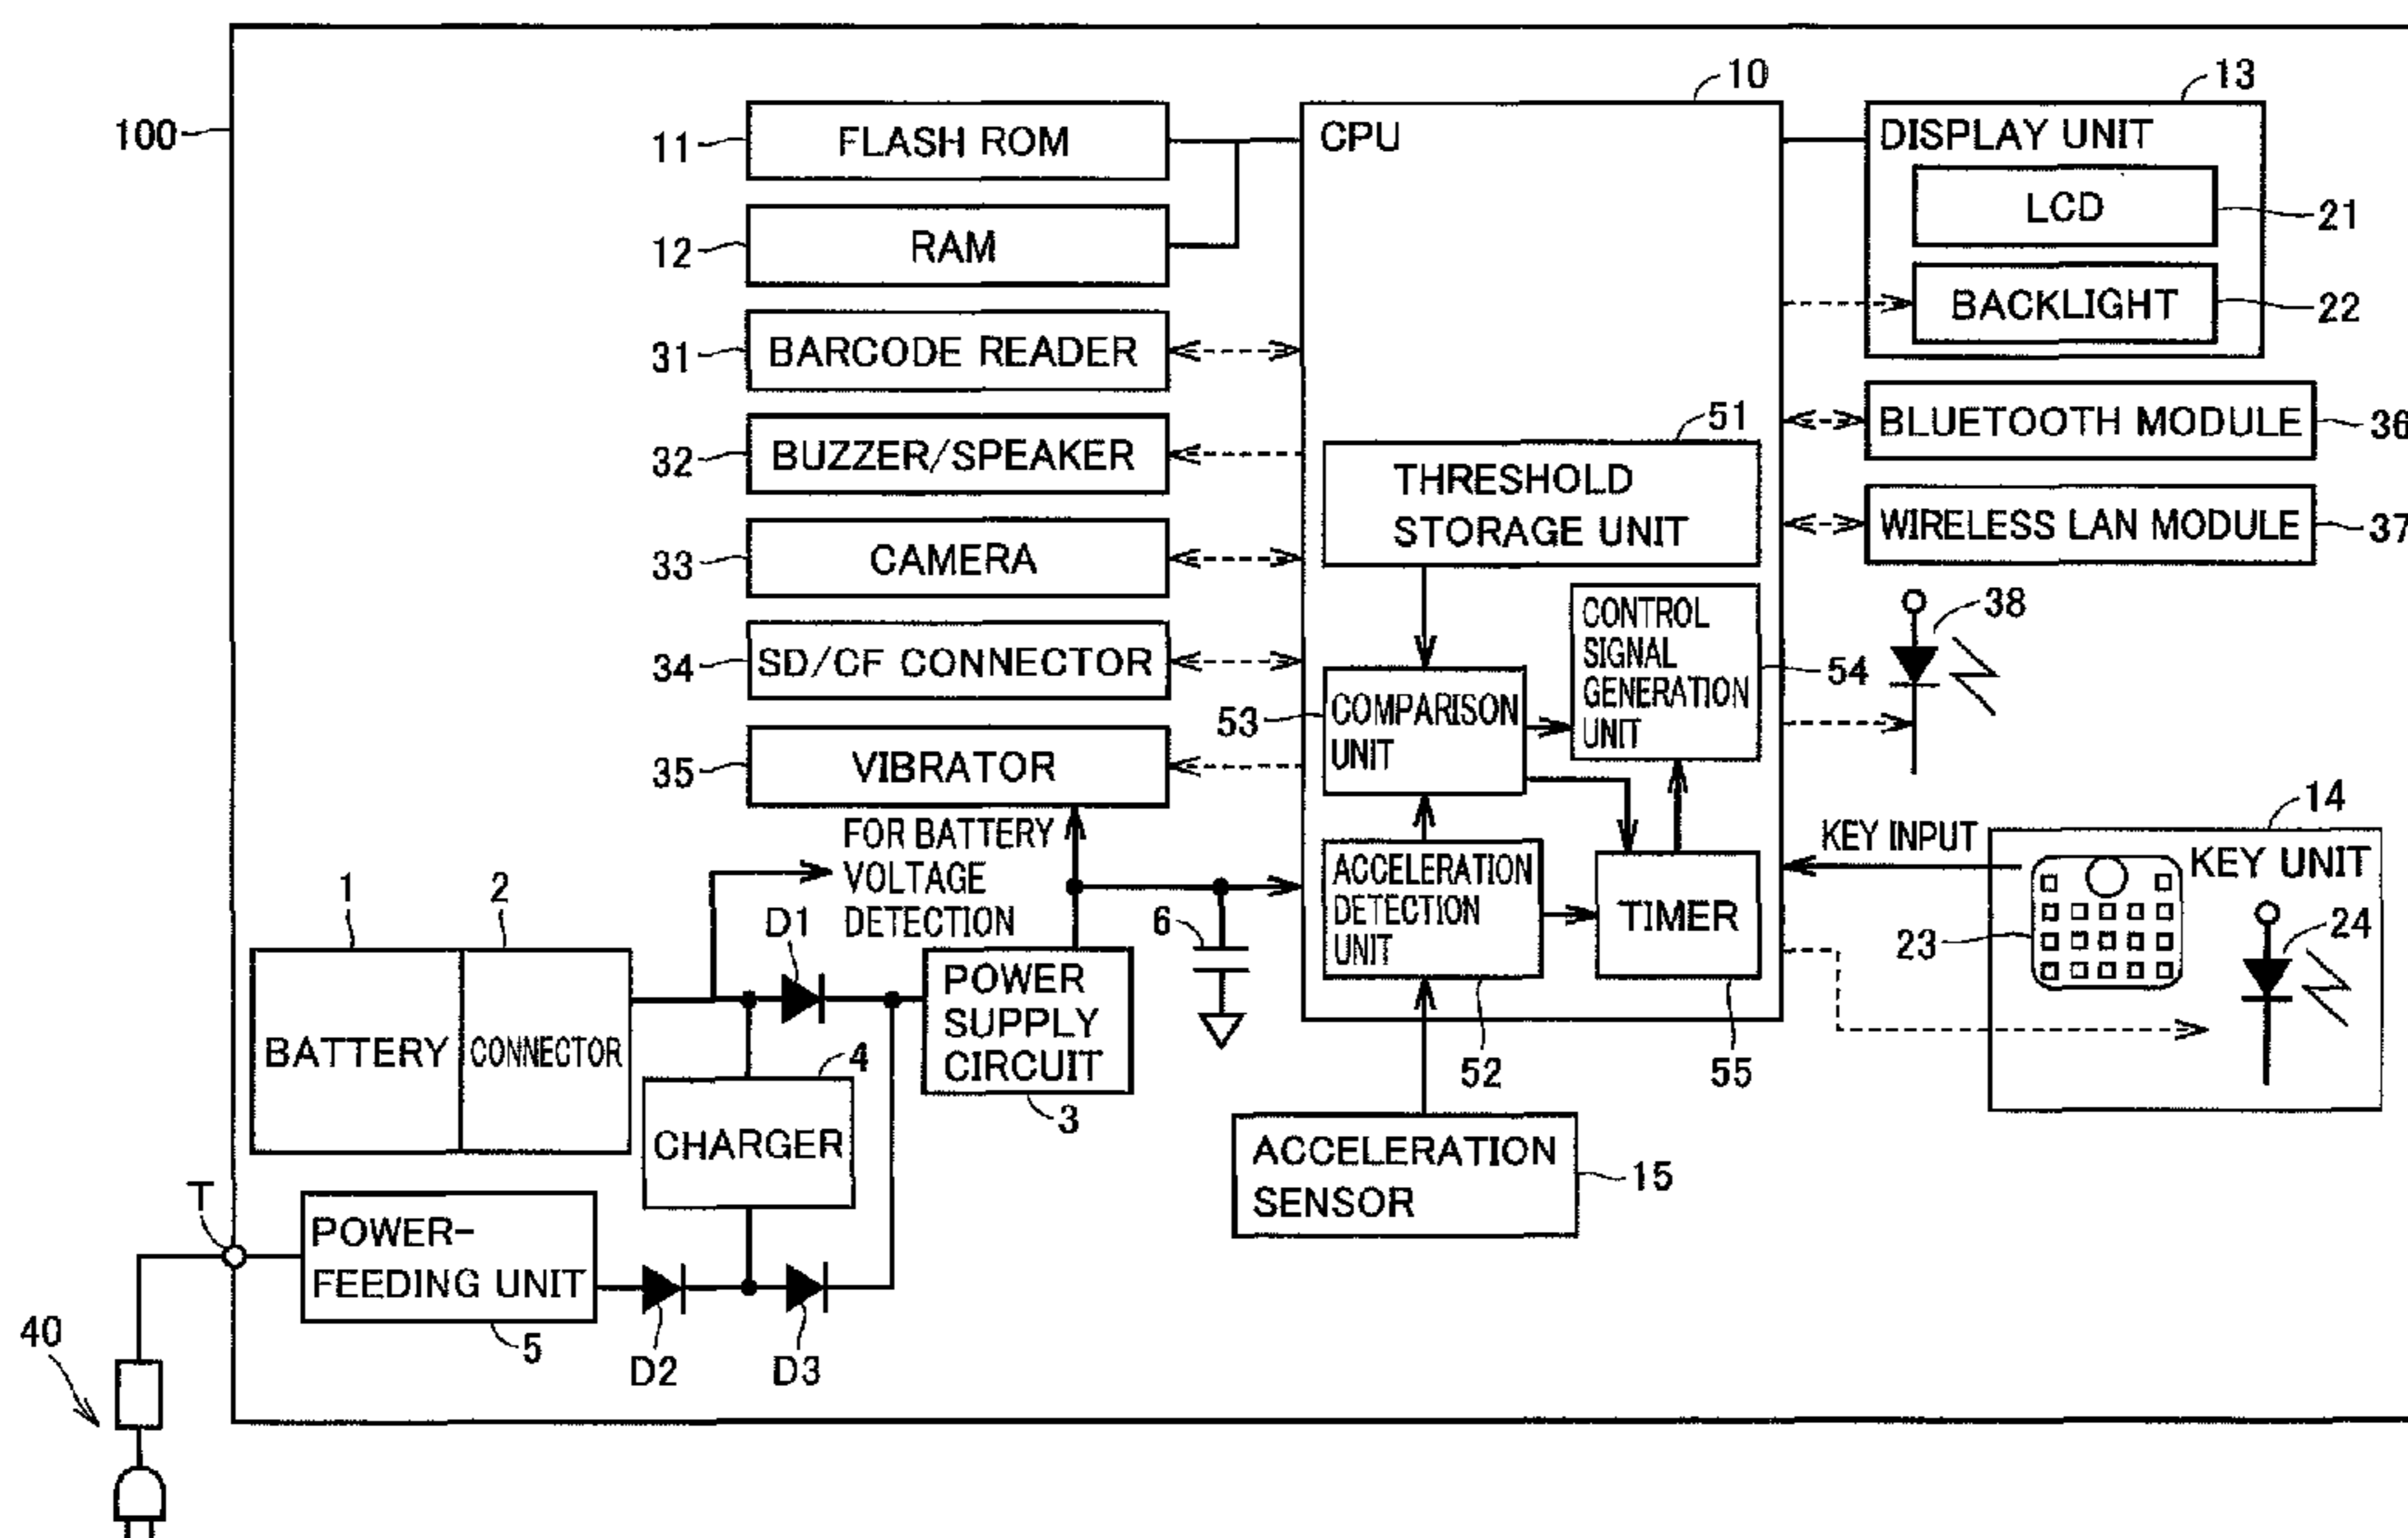 100
11
FLASH ROM
12
RAM
31
BARCODE READER
32
BUZZER/SPEAKER
33
CAMERA
34
SD/CF CONNECTOR
35
VIBRATOR
10
CPU
51
THRESHOLD
STORAGE UNIT
53
COMPARISON
UNIT
CONTROL
SIGNAL
GENERATION
UNIT
54
ACCELERATION
DETECTION
UNIT
52
TIMER
55
ACCELERATION
SENSOR
15
13
DISPLAY UNIT
LCD
21
BACKLIGHT
22
BLUETOOTH MODULE
36
WIRELESS LAN MODULE
37
38
KEY INPUT
14
KEY UNIT
23
24
FOR BATTERY
VOLTAGE
DETECTION
1
2
BATTERY
CONNECTOR
D1
POWER
SUPPLY
CIRCUIT
3
6
4
CHARGER
T
POWER-
FEEDING UNIT
5
D2
D3
40